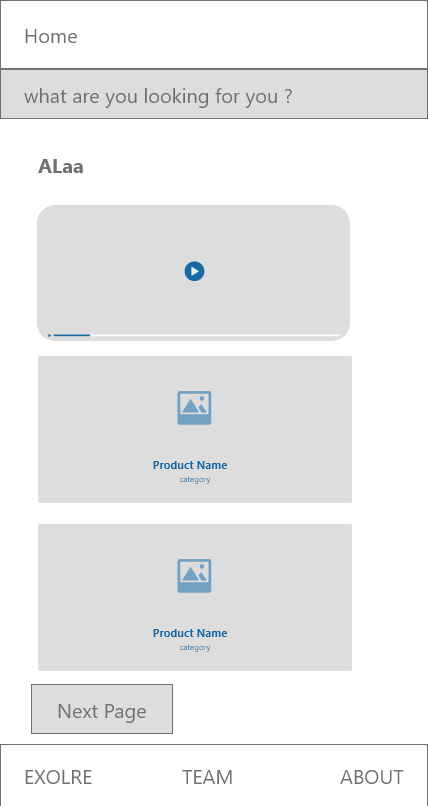 Home
what are you looking for you ?
ALaa
Product Name
category
Product Name
category
Next Page
EXOLRE TEAM ABOUT